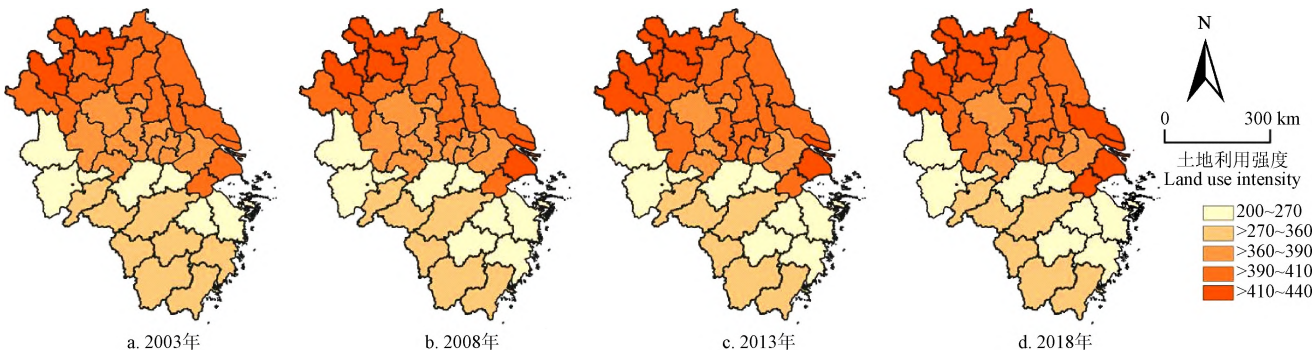 N
0 300 km
土地利用强度
Land use intensity
200~270
>270~360
>360~390
>390~410
>410~440
a. 2003年
b. 2008年
c. 2013年
d. 2018年